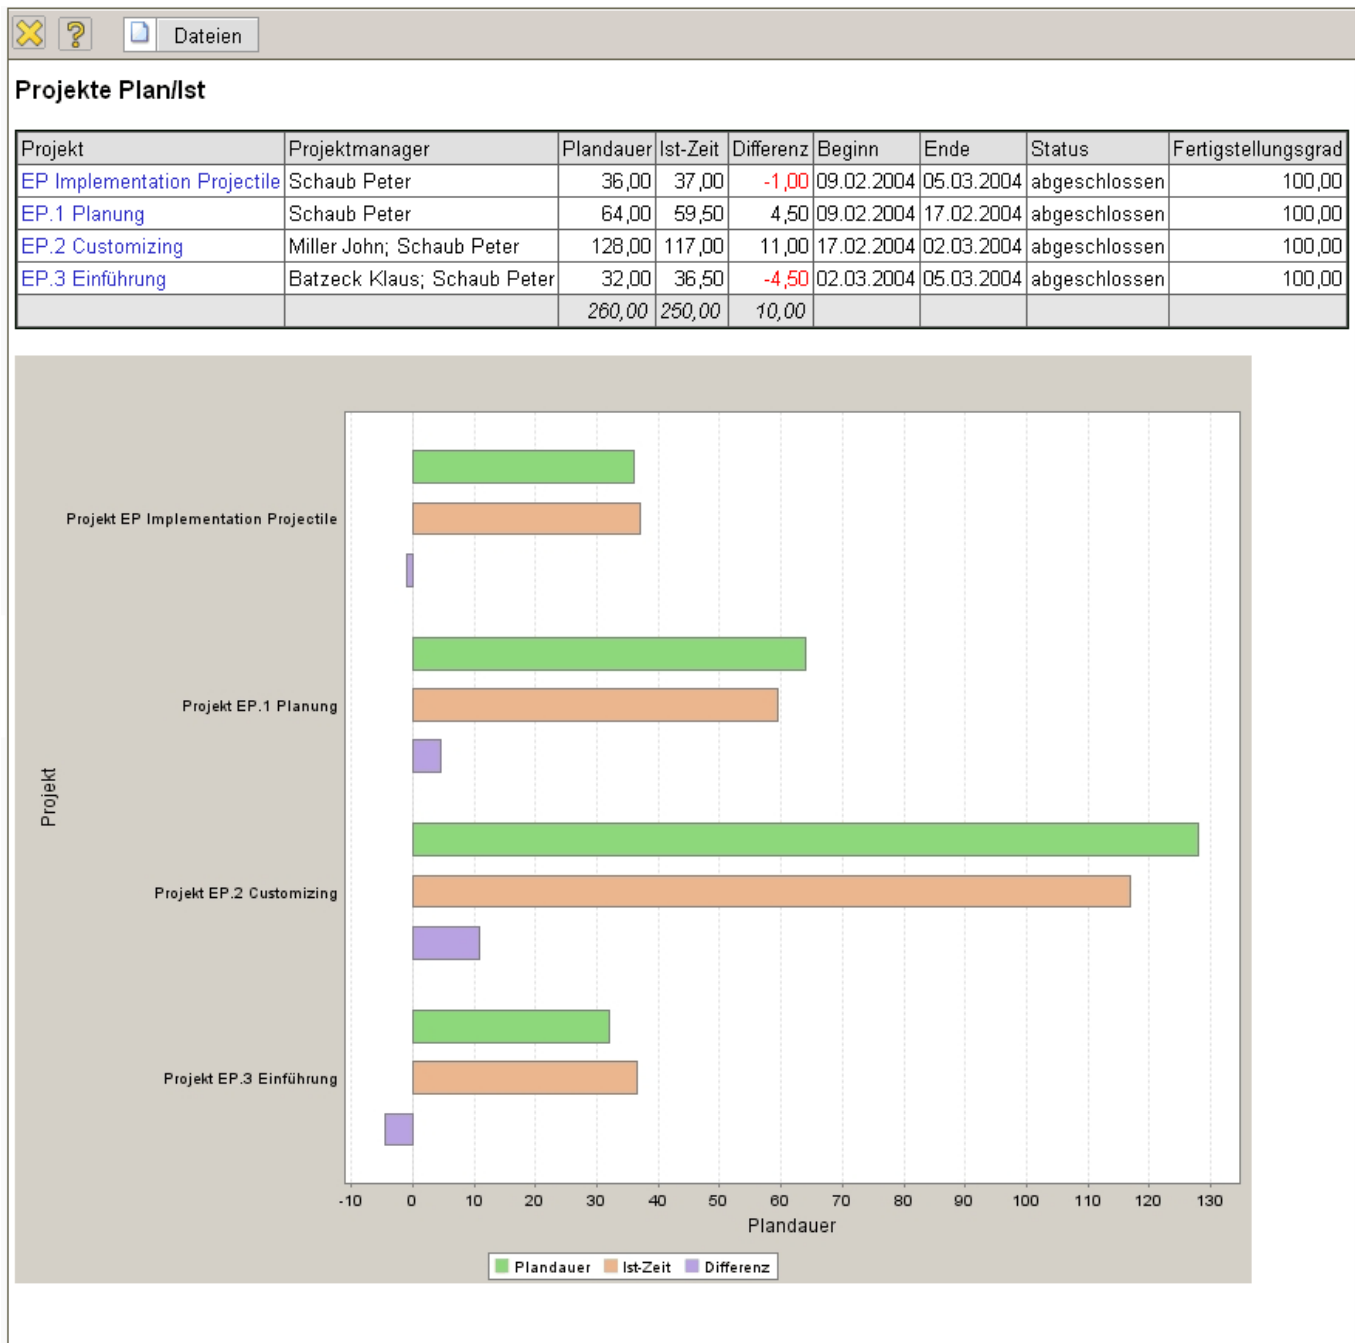 Dateien
Projekte Plan/Ist
Projekt Projektmanager Plandauer Ist-Zeit Differenz Beginn Ende Status Fertigstellungsgrad
EP Implementation Projectile Schaub Peter 36,00 37,00 -1,00 09.02.2004 05.03.2004 abgeschlossen 100,00
EP.1 Planung Schaub Peter 64,00 59,50 4,50 09.02.2004 17.02.2004 abgeschlossen 100,00
EP.2 Customizing Miller John; Schaub Peter 128,00 117,00 11,00 17.02.2004 02.03.2004 abgeschlossen 100,00
EP.3 Einführung Batzeck Klaus; Schaub Peter 32,00 36,50 -4,50 02.03.2004 05.03.2004 abgeschlossen 100,00
260,00 250,00 10,00
Projekt EP Implementation Projectile
Projekt EP.1 Planung
Projekt
Projekt EP.2 Customizing
Projekt EP.3 Einführung
-10 0 10 20 30 40 50 60 70 80 90 100 110 120 130
Plandauer
Plandauer Ist-Zeit Differenz